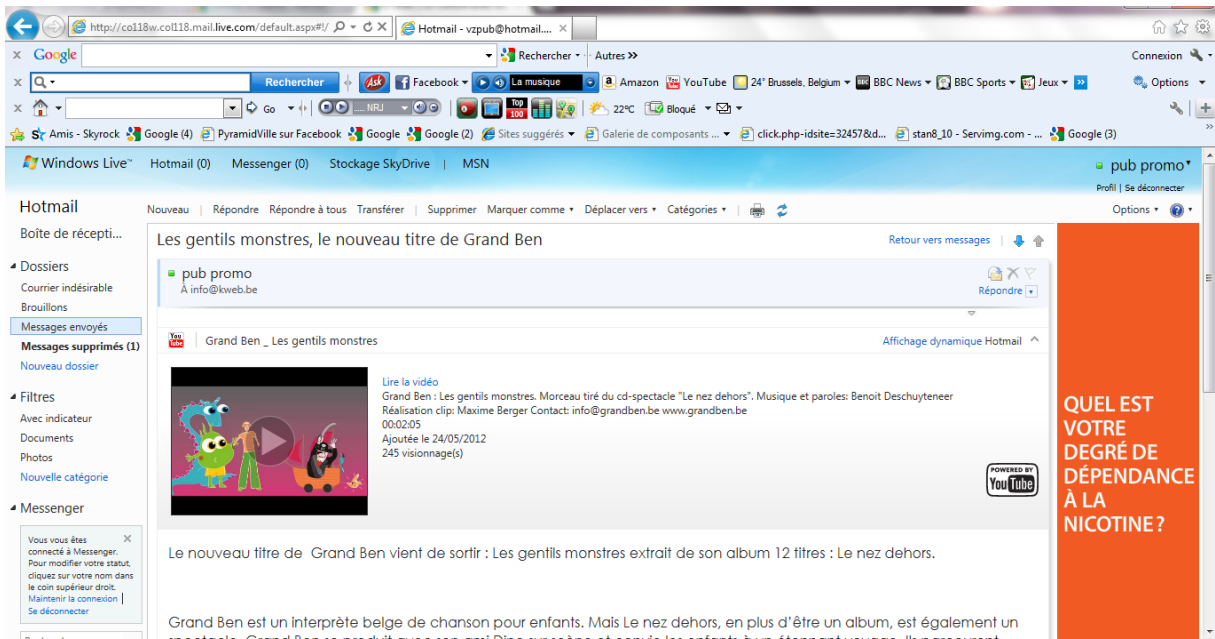 http://co118w.col118.mail.live.com/default.aspx#!/
Hotmail - vzpub@hotmail....
x Google
Rechercher
Autres >>
Connexion
x Q
Rechercher
Ask
Facebook
La musique
Amazon
YouTube
24° Brussels, Belgium
BBC News
BBC Sports
Jeux
Options
x
Go
NRJ
Top 100
22°C
Bloqué
Amis - Skyrock
Google (4)
PyramidVille sur Facebook
Google
Google (2)
Sites suggérés
Galerie de composants ...
click.php-idsite=32457&d...
stan8_10 - Servimg.com - ...
Google (3)
Windows Live™
Hotmail (0)
Messenger (0)
Stockage SkyDrive
MSN
pub promo
Profil | Se déconnecter
Hotmail
Nouveau | Répondre Répondre à tous Transférer | Supprimer Marquer comme Déplacer vers Catégories |
Options
Boîte de récepti...
Dossiers
Courrier indésirable
Brouillons
Messages envoyés
Messages supprimés (1)
Nouveau dossier
Filtres
Avec indicateur
Documents
Photos
Nouvelle catégorie
Messenger
Vous vous êtes
connecté à Messenger.
Pour modifier votre statut,
cliquez sur votre nom dans
le coin supérieur droit.
Maintenir la connexion |
Se déconnecter
Les gentils monstres, le nouveau titre de Grand Ben
Retour vers messages |
pub promo
À info@kweb.be
Répondre
You Tube
Grand Ben _ Les gentils monstres
Affichage dynamique Hotmail
Lire la vidéo
Grand Ben : Les gentils monstres. Morceau tiré du cd-spectacle "Le nez dehors". Musique et paroles: Benoit Deschuyteneer
Réalisation clip: Maxime Berger Contact: info@grandben.be www.grandben.be
00:02:05
Ajoutée le 24/05/2012
245 visionnage(s)
POWERED BY
You Tube
Le nouveau titre de Grand Ben vient de sortir : Les gentils monstres extrait de son album 12 titres : Le nez dehors.
Grand Ben est un interprète belge de chanson pour enfants. Mais Le nez dehors, en plus d'être un album, est également un
QUEL EST
VOTRE
DEGRÉ DE
DÉPENDANCE
À LA
NICOTINE ?